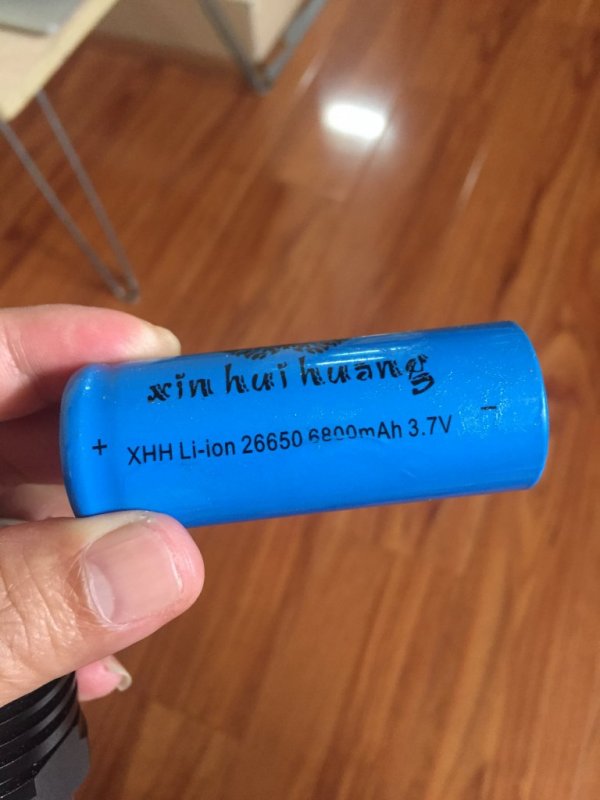 xin hui huang
+ XHH Li-ion 26650 6800mAh 3.7V -